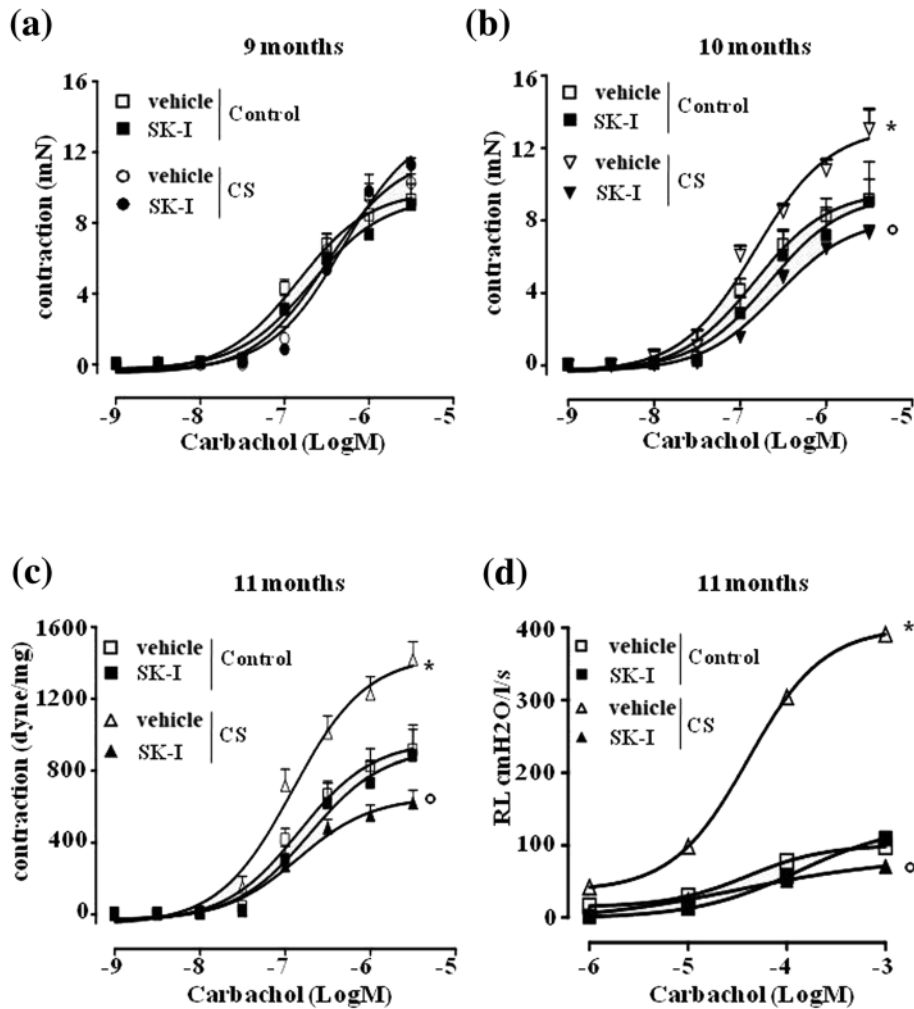 (a)
9 months
vehicle
SK-I
Control
vehicle
SK-I
CS
contraction (mN)
16
12
8
4
0
-9 -8 -7 -6 -5
Carbachol (LogM)
(b)
10 months
vehicle
SK-I
Control
vehicle
SK-I
CS
contraction (mN)
16
12
8
4
0
*
°
-9 -8 -7 -6 -5
Carbachol (LogM)
(c)
11 months
vehicle
SK-I
Control
vehicle
SK-I
CS
contraction (dyne/mg)
1600
1200
800
400
0
*
°
-9 -8 -7 -6 -5
Carbachol (LogM)
(d)
11 months
vehicle
SK-I
Control
vehicle
SK-I
CS
RL cmH2O/l/s
400
300
200
100
0
*
°
-6 -5 -4 -3
Carbachol (LogM)